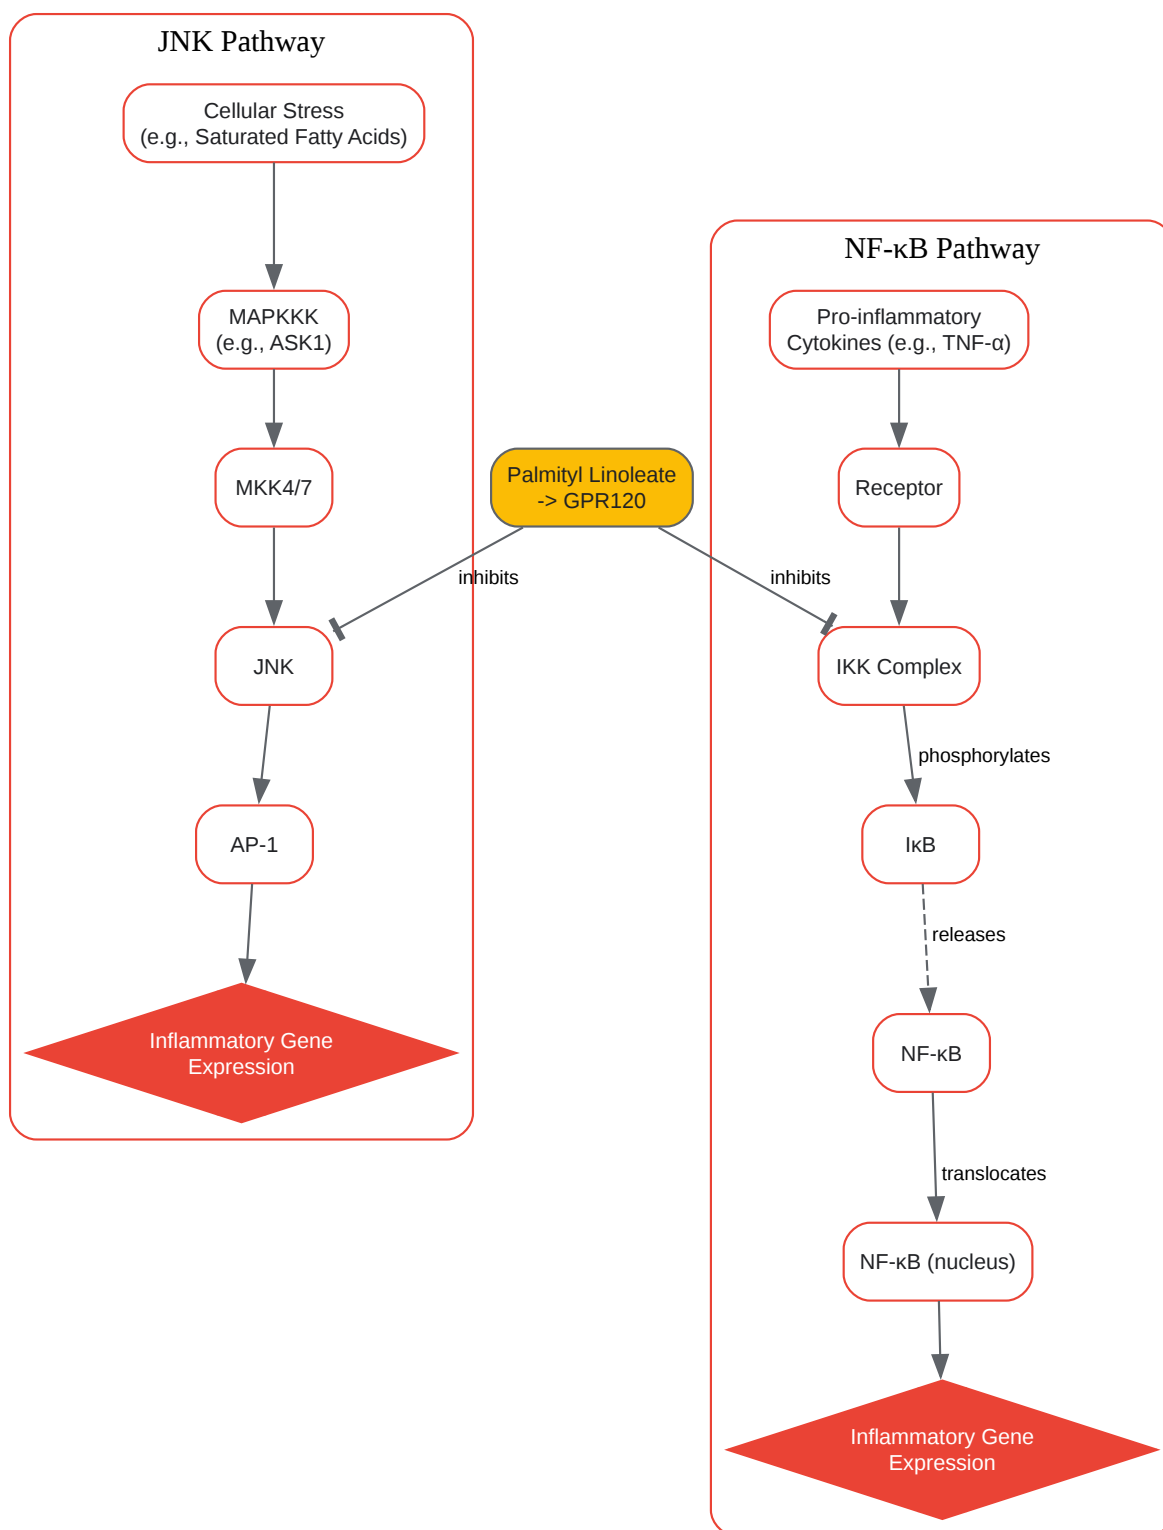 JNK Pathway
Cellular Stress
(e.g., Saturated Fatty Acids)
MAPKKK
(e.g., ASK1)
MKK4/7
JNK
AP-1
Inflammatory Gene
Expression
Palmityl Linoleate
-> GPR120
inhibits
inhibits
NF-κB Pathway
Pro-inflammatory
Cytokines (e.g., TNF-α)
Receptor
IKK Complex
phosphorylates
IκB
releases
NF-κB
translocates
NF-κB (nucleus)
Inflammatory Gene
Expression